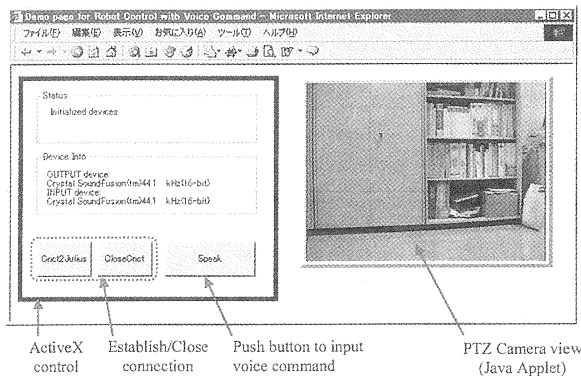 Demo page for Robot Control with Voice Command - Microsoft Internet Explorer
ファイル(F) 編集(E) 表示(V) お気に入り(A) ツール(T) ヘルプ(H)
Status
Initialized devices
Device Info
OUTPUT device:
Crystal SoundFusion(tm)44.1 kHz(16-bit)
INPUT device:
Crystal SoundFusion(tm)44.1 kHz(16-bit)
Cnct2Julius CloseCnct Speak
ActiveX control
Establish/Close connection
Push button to input voice command
PTZ Camera view (Java Applet)